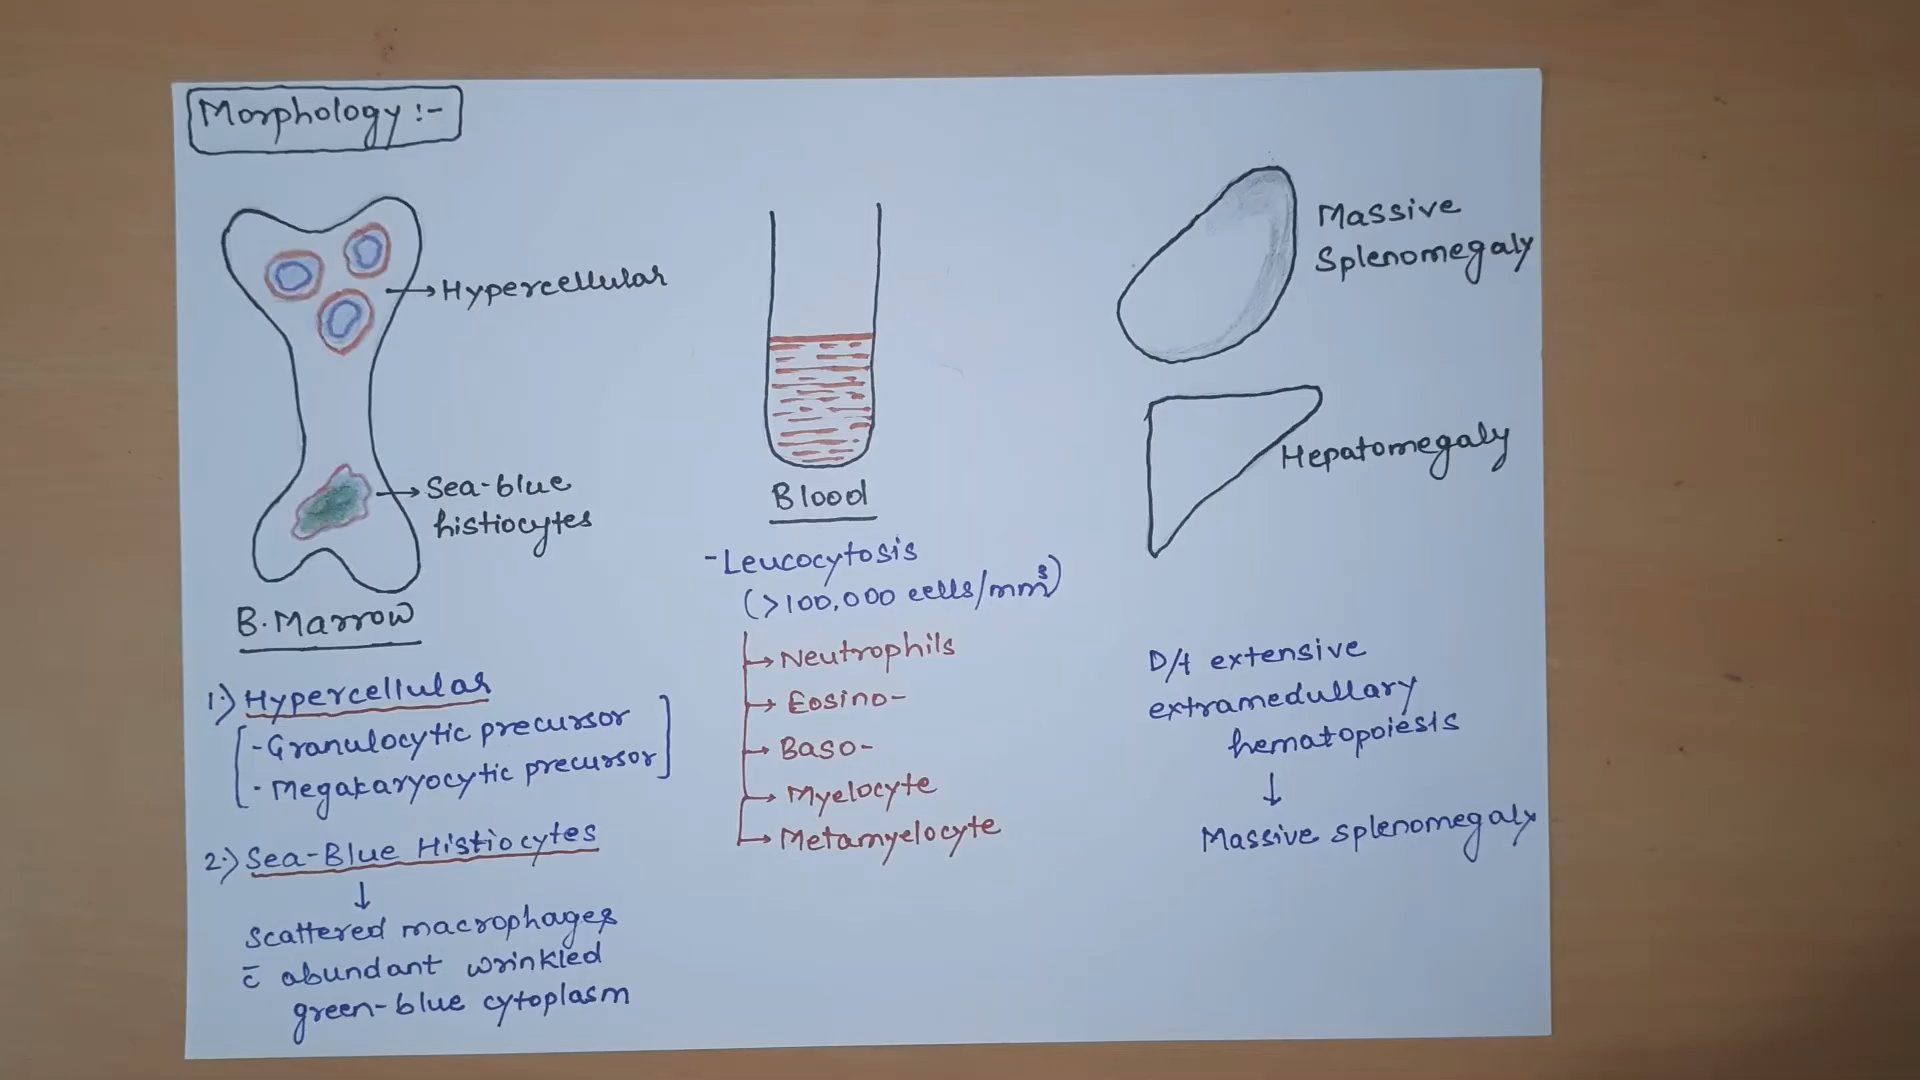 Morphology :-
Hypercellular
Sea-blue
histiocytes
B. Marrow
1.) Hypercellular
- Granulocytic precursor
- Megakaryocytic precursor
2.) Sea-Blue Histiocytes
↓
scattered macrophages
c̄ abundant wrinkled
green-blue cytoplasm
Blood
- Leucocytosis
(>100,000 cells/mm³)
→ Neutrophils
→ Eosino-
→ Baso-
→ Myelocyte
→ Metamyelocyte
Massive
Splenomegaly
Hepatomegaly
D/t extensive
extramedullary
hematopoiesis
↓
Massive splenomegaly